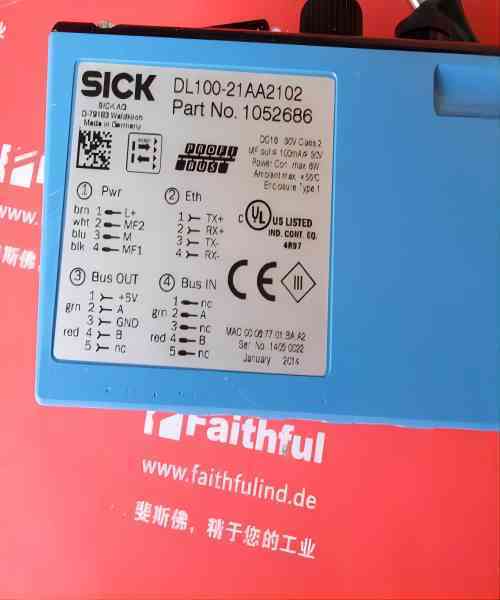 SICK
SICK AG
D-79183 Waldkirch
Made in Germany
DL100-21AA2102
Part No. 1052686
PROFI
BUS
DC18 30V Class 2
MF out ≤ 100mA/≤ 30V
Power Con. max 8W
Ambient max. +55°C
Enclosure Type 1
1 Pwr
brn 1 L+
wht 2 MF2
blu 3 M
blk 4 MF1
2 Eth
1 TX+
2 RX+
3 TX-
4 RX-
C UL US LISTED
IND. CONT. EQ.
4R97
3 Bus OUT
1 +5V
grn 2 A
3 GND
red 4 B
5 nc
4 Bus IN
1 nc
grn 2 A
3 nc
red 4 B
5 nc
CE
III
MAC 00:06:77:01:BA:A2
Ser No. 1405 0022
January 2014
Faithful
www.faithfulind.de
斐斯佛，精于您的工业
斯佛，